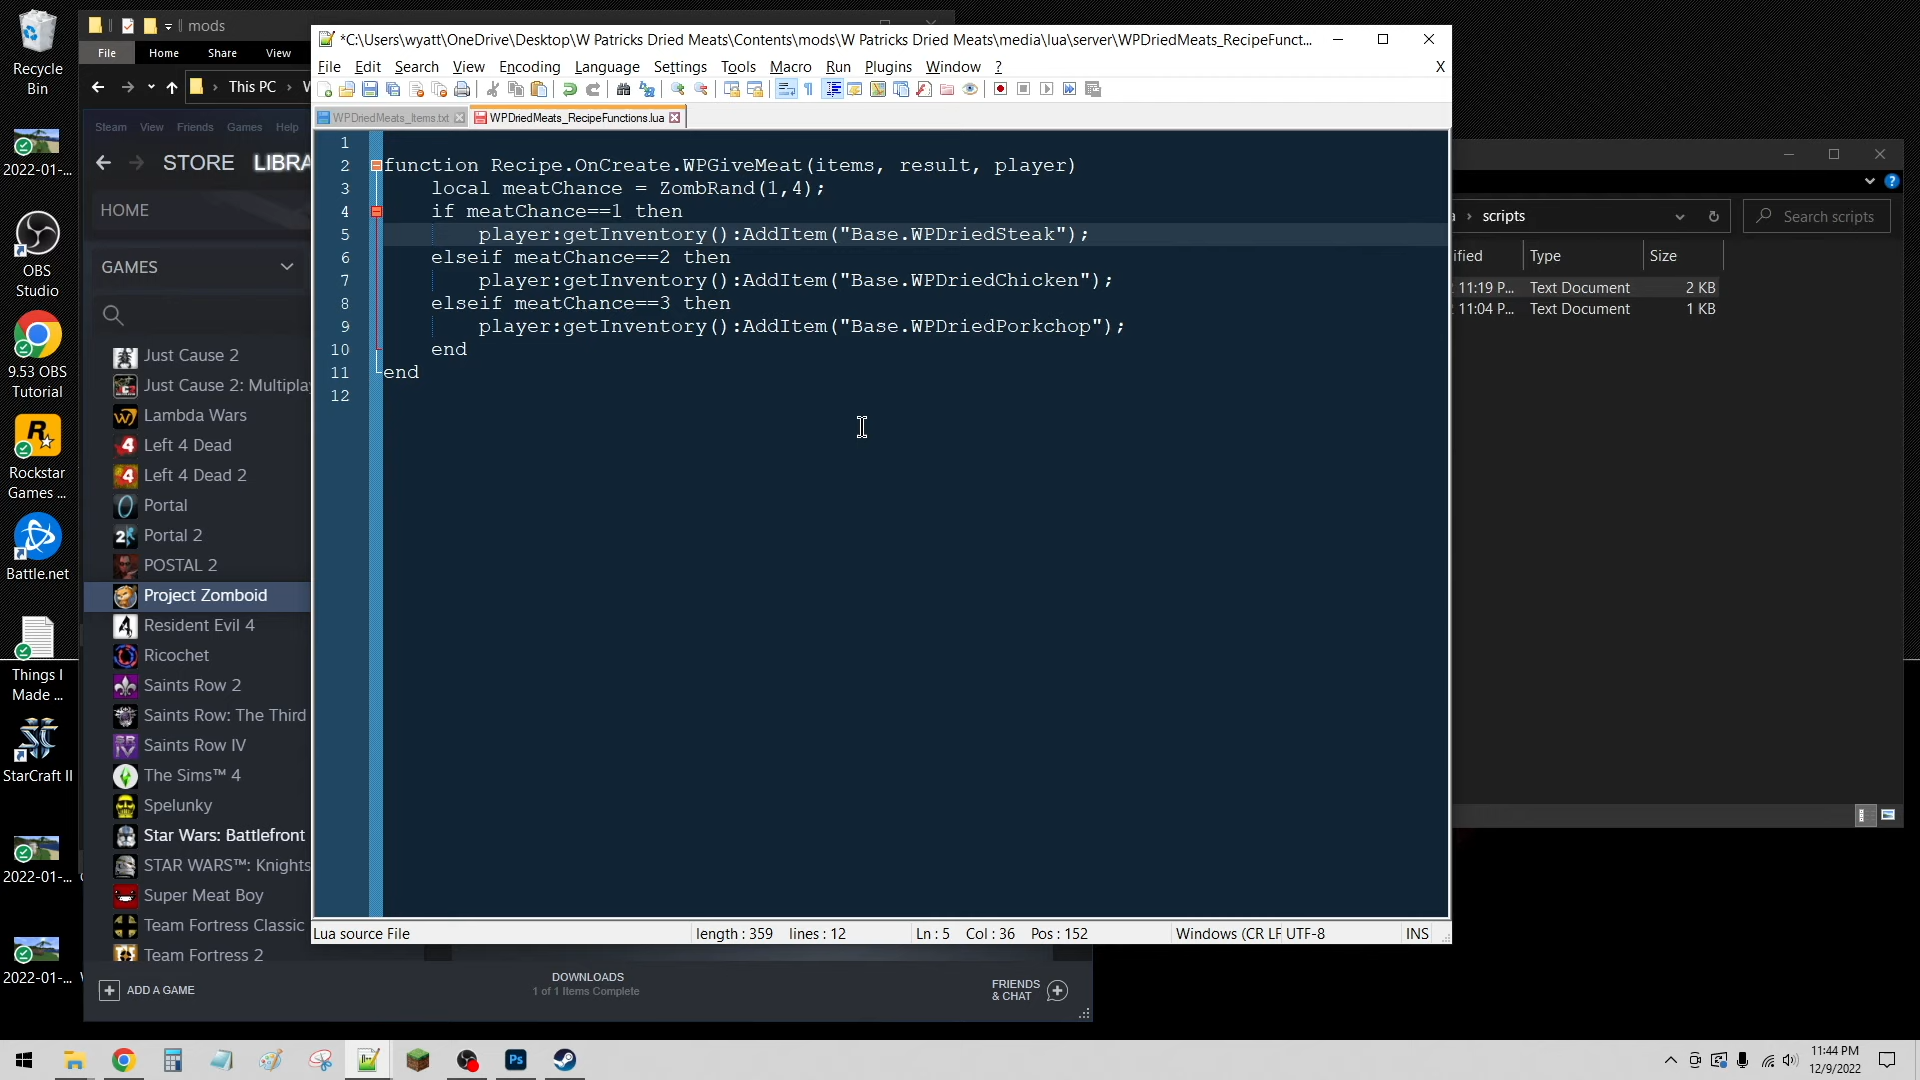 Recycle
Bin
2022-01-...
OBS
Studio
9.53 OBS
Tutorial
Rockstar
Games ...
Battle.net
Things I
Made ...
StarCraft II
2022-01-...
2022-01-...
mods
File Home Share View
This PC
Steam View Friends Games Help
STORE LIBRA
HOME
GAMES
Just Cause 2
Just Cause 2: Multipla
Lambda Wars
Left 4 Dead
Left 4 Dead 2
Portal
Portal 2
POSTAL 2
Project Zomboid
Resident Evil 4
Ricochet
Saints Row 2
Saints Row: The Third
Saints Row IV
The Sims™ 4
Spelunky
Star Wars: Battlefront
STAR WARS™: Knights
Super Meat Boy
Team Fortress Classic
Team Fortress 2
ADD A GAME
DOWNLOADS
1 of 1 Items Complete
FRIENDS
& CHAT
*C:\Users\wyatt\OneDrive\Desktop\W Patricks Dried Meats\Contents\mods\W Patricks Dried Meats\media\lua\server\WPDriedMeats_RecipeFunct...
File Edit Search View Encoding Language Settings Tools Macro Run Plugins Window ? X
WPDriedMeats_Items.txt WPDriedMeats_RecipeFunctions.lua
1
2 function Recipe.OnCreate.WPGiveMeat(items, result, player)
3 local meatChance = ZombRand(1,4);
4 if meatChance==1 then
5 player:getInventory():AddItem("Base.WPDriedSteak");
6 elseif meatChance==2 then
7 player:getInventory():AddItem("Base.WPDriedChicken");
8 elseif meatChance==3 then
9 player:getInventory():AddItem("Base.WPDriedPorkchop");
10 end
11 end
12
Lua source File length : 359 lines : 12 Ln : 5 Col : 36 Pos : 152 Windows (CR LF UTF-8 INS
scripts Search scripts
ified Type Size
11:19 P... Text Document 2 KB
11:04 P... Text Document 1 KB
Ps
11:44 PM
12/9/2022